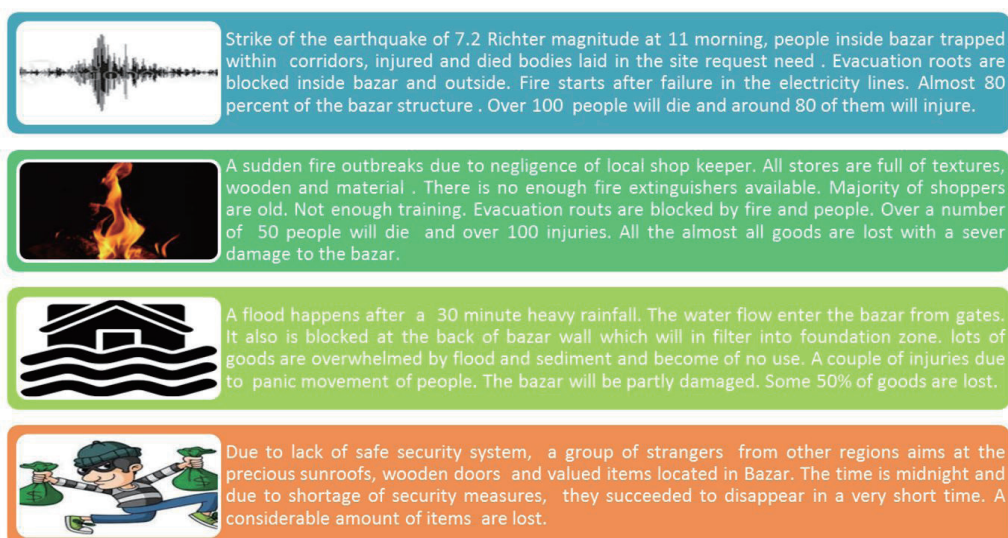 Strike of the earthquake of 7.2 Richter magnitude at 11 morning, people inside bazar trapped
within corridors, injured and died bodies laid in the site request need . Evacuation roots are
blocked inside bazar and outside. Fire starts after failure in the electricity lines. Almost 80
percent of the bazar structure . Over 100 people will die and around 80 of them will injure.
A sudden fire outbreaks due to negligence of local shop keeper. All stores are full of textures,
wooden and material . There is no enough fire extinguishers available. Majority of shoppers
are old. Not enough training. Evacuation routs are blocked by fire and people. Over a number
of 50 people will die and over 100 injuries. All the almost all goods are lost with a sever
damage to the bazar.
A flood happens after a 30 minute heavy rainfall. The water flow enter the bazar from gates.
It also is blocked at the back of bazar wall which will in filter into foundation zone. lots of
goods are overwhelmed by flood and sediment and become of no use. A couple of injuries due
to panic movement of people. The bazar will be partly damaged. Some 50% of goods are lost.
Due to lack of safe security system, a group of strangers from other regions aims at the
precious sunroofs, wooden doors and valued items located in Bazar. The time is midnight and
due to shortage of security measures, they succeeded to disappear in a very short time. A
considerable amount of items are lost.